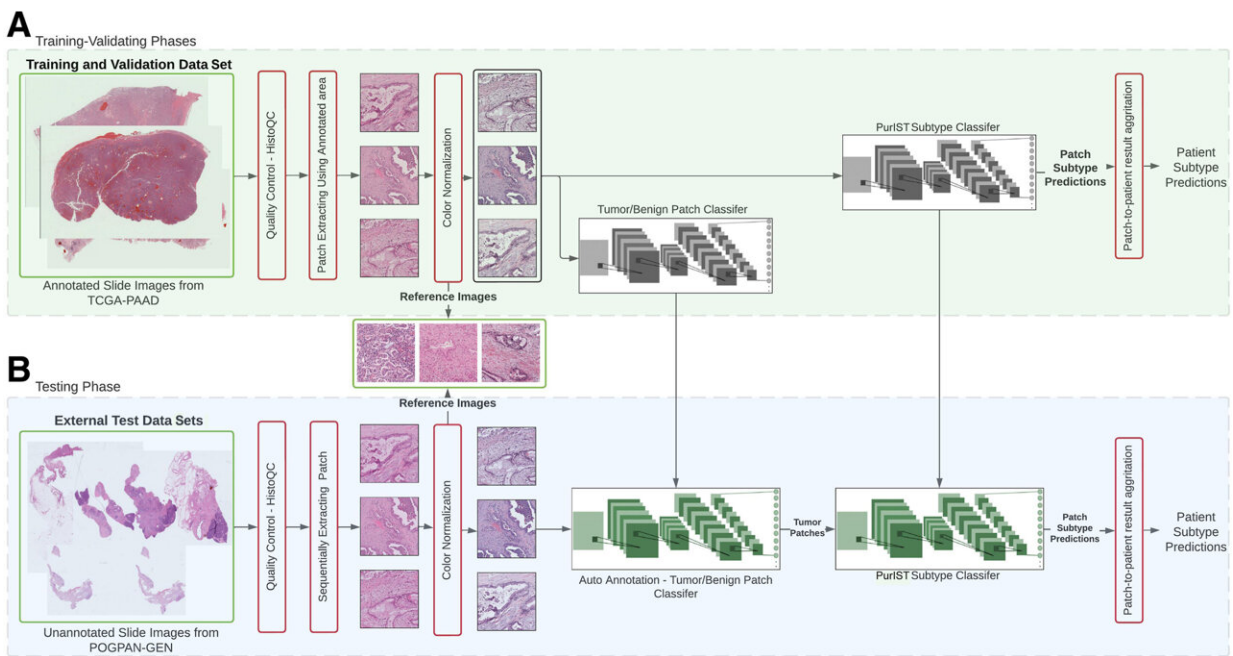 A
Training-Validating Phases
Training and Validation Data Set
Annotated Slide Images from
TCGA-PAAD
Quality Control - HistoQC
Patch Extracting Using Annotated area
Color Normalization
Reference Images
Tumor/Benign Patch Classifer
PurIST Subtype Classifer
Patch
Subtype
Predictions
Patch-to-patient restult aggritation
Patient
Subtype
Predictions
B
Testing Phase
External Test Data Sets
Unannotated Slide Images from
POGPAN-GEN
Quality Control - HistoQC
Sequentially Extracting Patch
Reference Images
Color Normalization
Auto Annotation - Tumor/Benign Patch
Classifer
Tumor
Patches
PurIST Subtype Classifer
Patch
Subtype
Predictions
Patch-to-patient restult aggritation
Patient
Subtype
Predictions